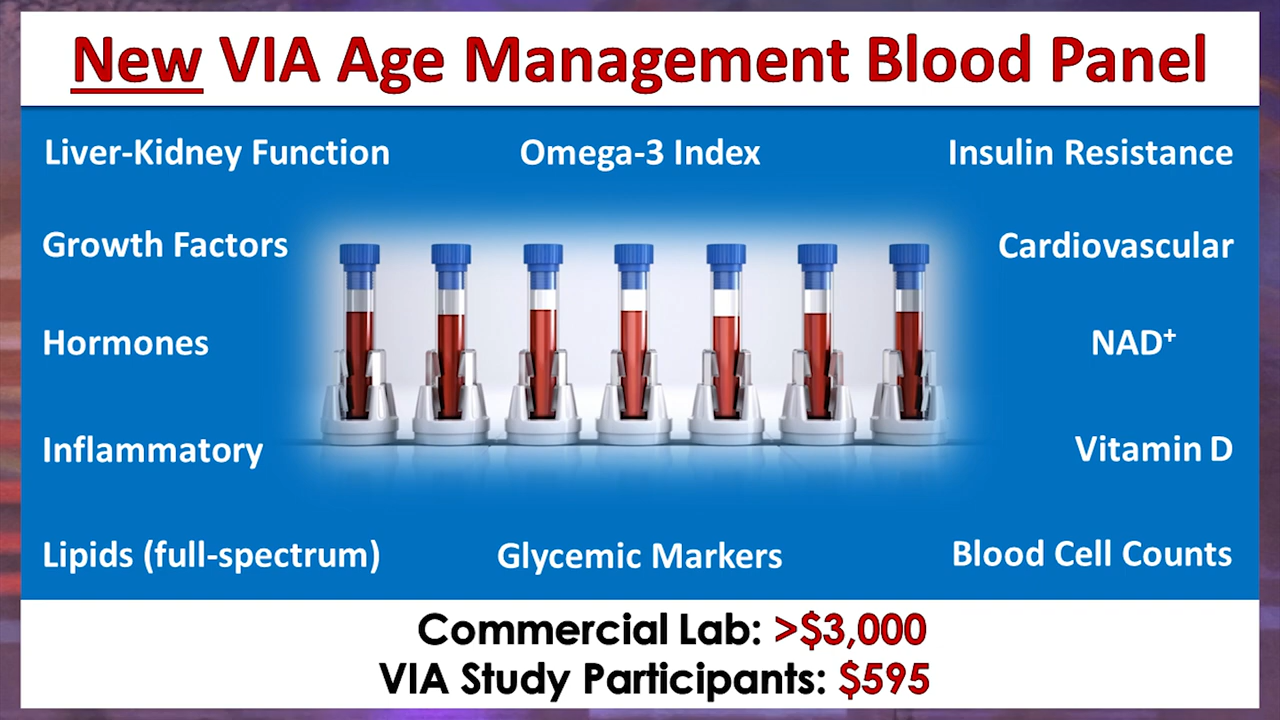 New VIA Age Management Blood Panel
Liver-Kidney Function
Omega-3 Index
Insulin Resistance
Growth Factors
Cardiovascular
Hormones
NAD⁺
Inflammatory
Vitamin D
Lipids (full-spectrum)
Glycemic Markers
Blood Cell Counts
Commercial Lab: >$3,000
VIA Study Participants: $595